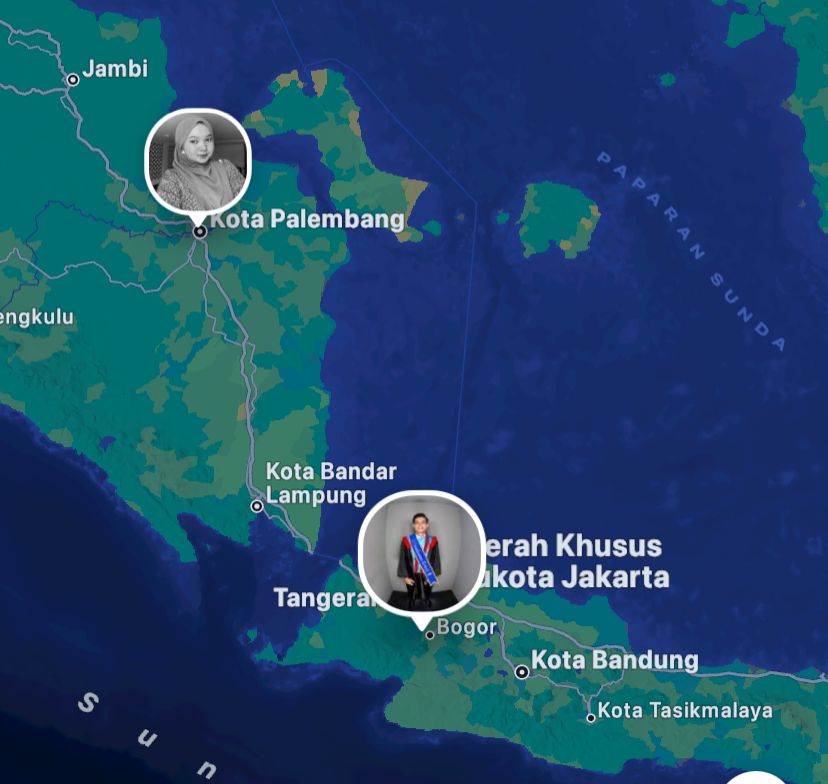 Jambi
Kota Palembang
PAPARAN SUNDA
engkulu
Kota Bandar
Lampung
erah Khusus
ukota Jakarta
Tangera
Bogor
Kota Bandung
Kota Tasikmalaya
S u n